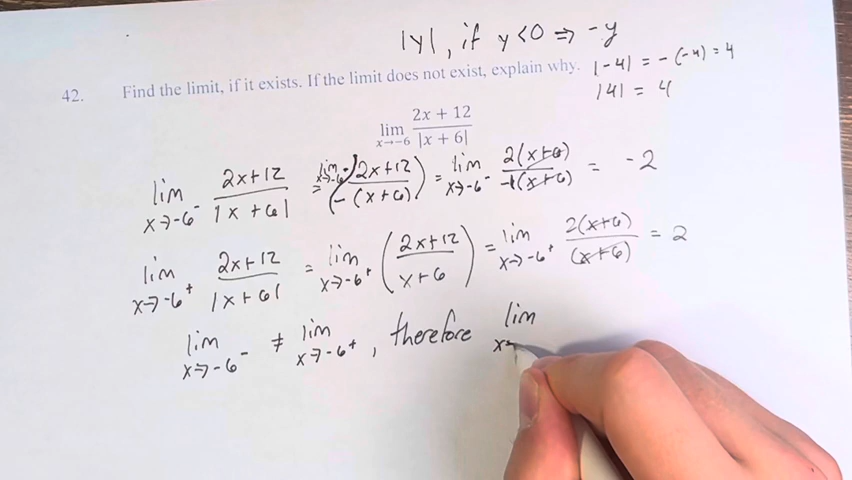 |y|, if y<0 ⇒ -y
|-4| = -(-4) = 4
|4| = 4
42. Find the limit, if it exists. If the limit does not exist, explain why.
lim x→−6 2x + 12 / |x + 6|
lim x→-6⁻ 2x+12 / |x+6| = lim x→-6⁻ (2x+12 / -(x+6)) = lim x→-6⁻ 2(x+6) / -1(x+6) = -2
lim x→-6⁺ 2x+12 / |x+6| = lim x→-6⁺ (2x+12 / x+6) = lim x→-6⁺ 2(x+6) / (x+6) = 2
lim x→-6⁻ ≠ lim x→-6⁺, therefore lim x→